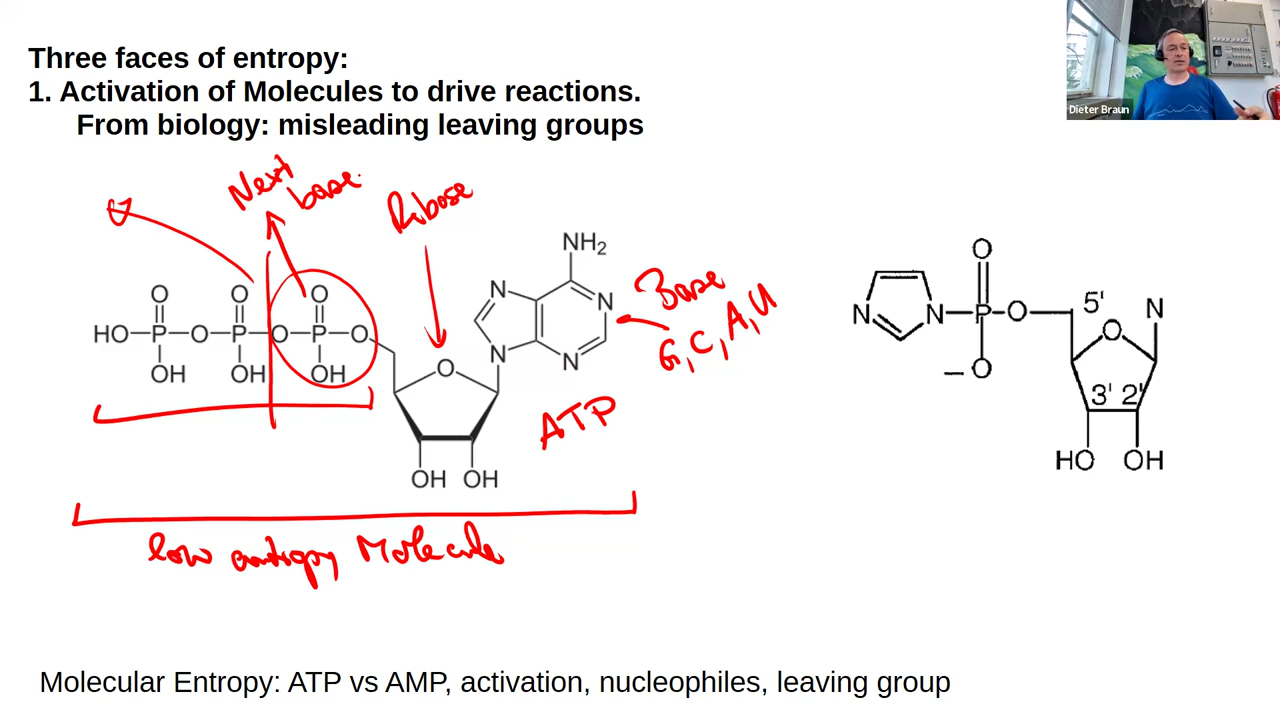 Three faces of entropy:
1. Activation of Molecules to drive reactions.
From biology: misleading leaving groups
Dieter Braun
Next
base
Ribose
NH2
N
N
N
N
Base
G, C, A, U
O
O
O
HO P O P O P O
OH
OH
OH
O
OH OH
ATP
low entropy Molecule
O
N
N P O
5'
N
O
– O
3' 2'
HO OH
Molecular Entropy: ATP vs AMP, activation, nucleophiles, leaving group